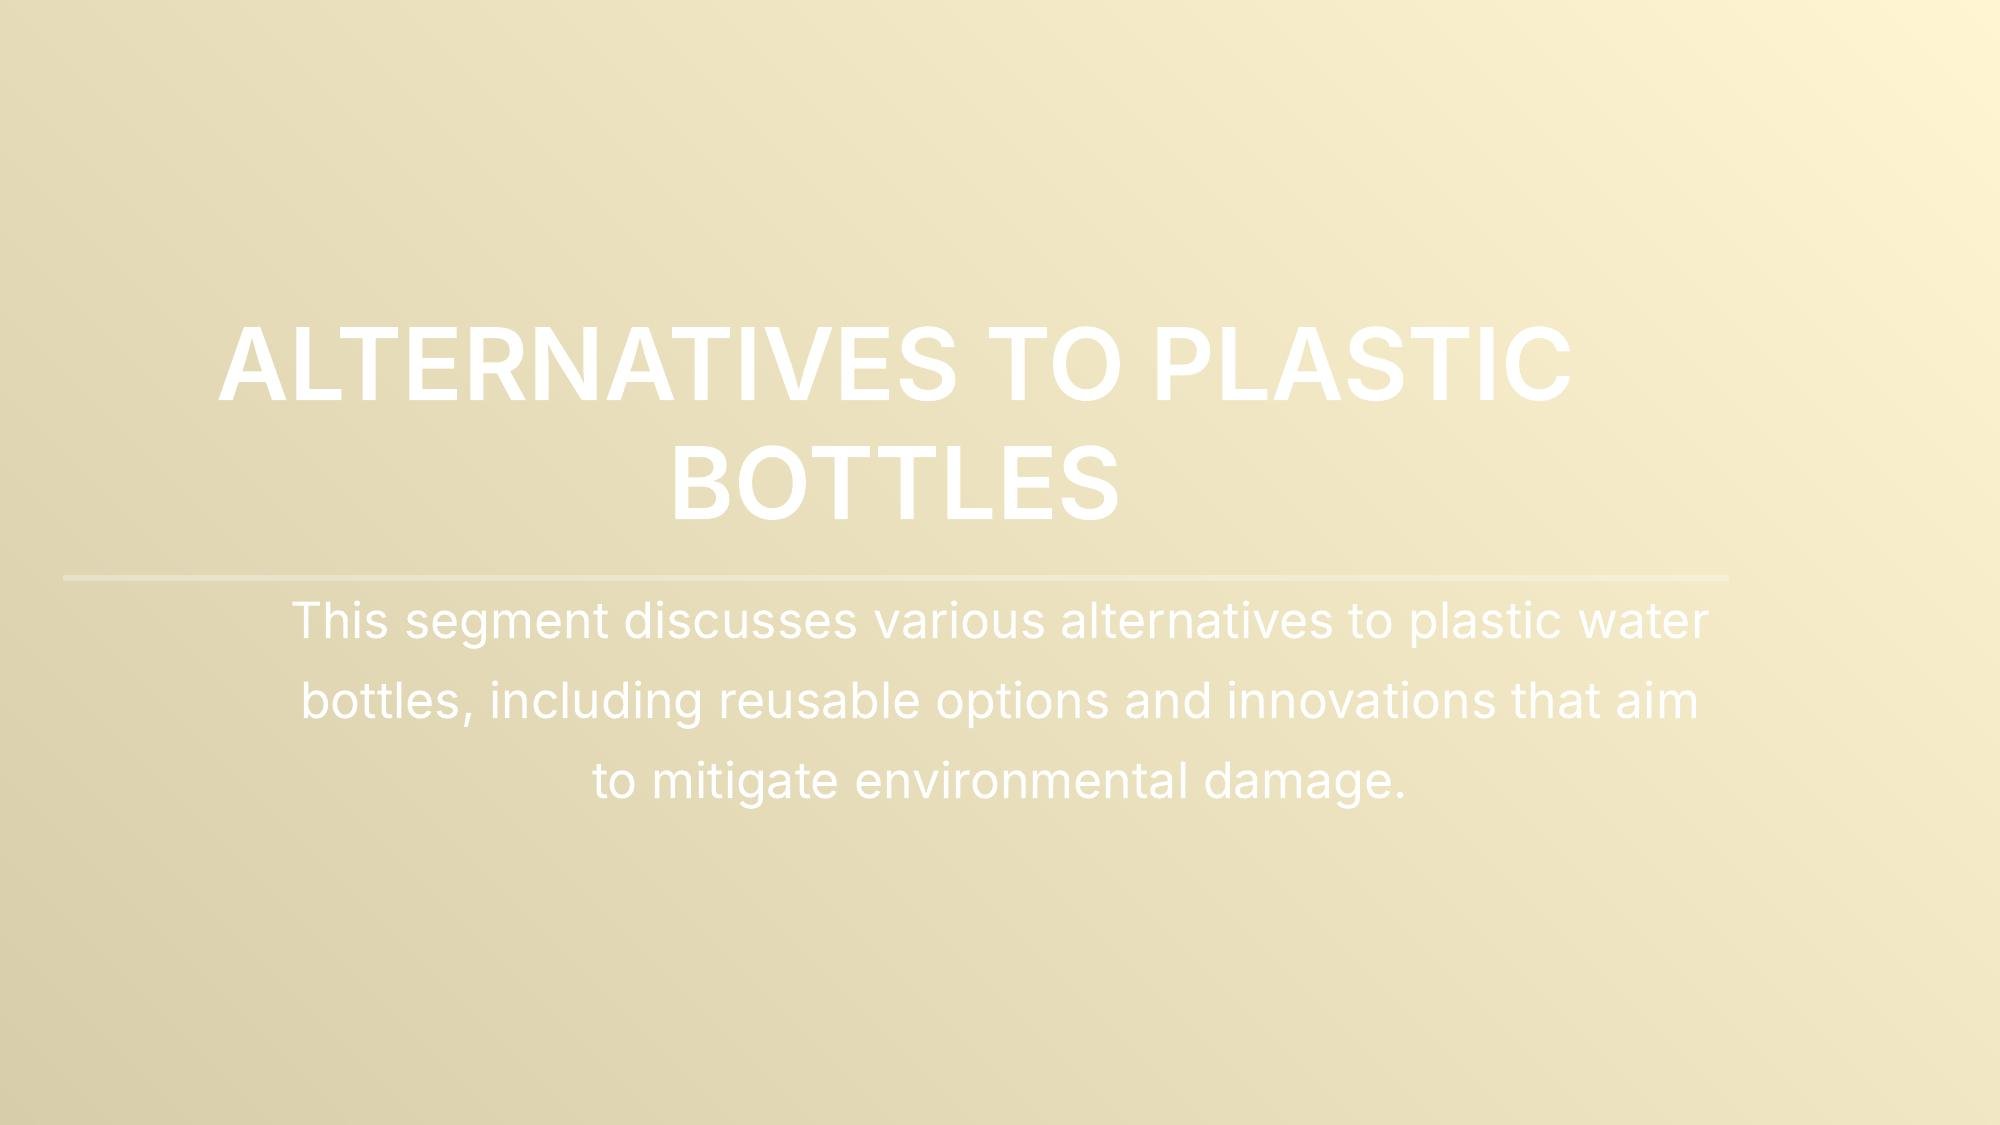 ALTERNATIVES TO PLASTIC
BOTTLES
This segment discusses various alternatives to plastic water
bottles, including reusable options and innovations that aim
to mitigate environmental damage.